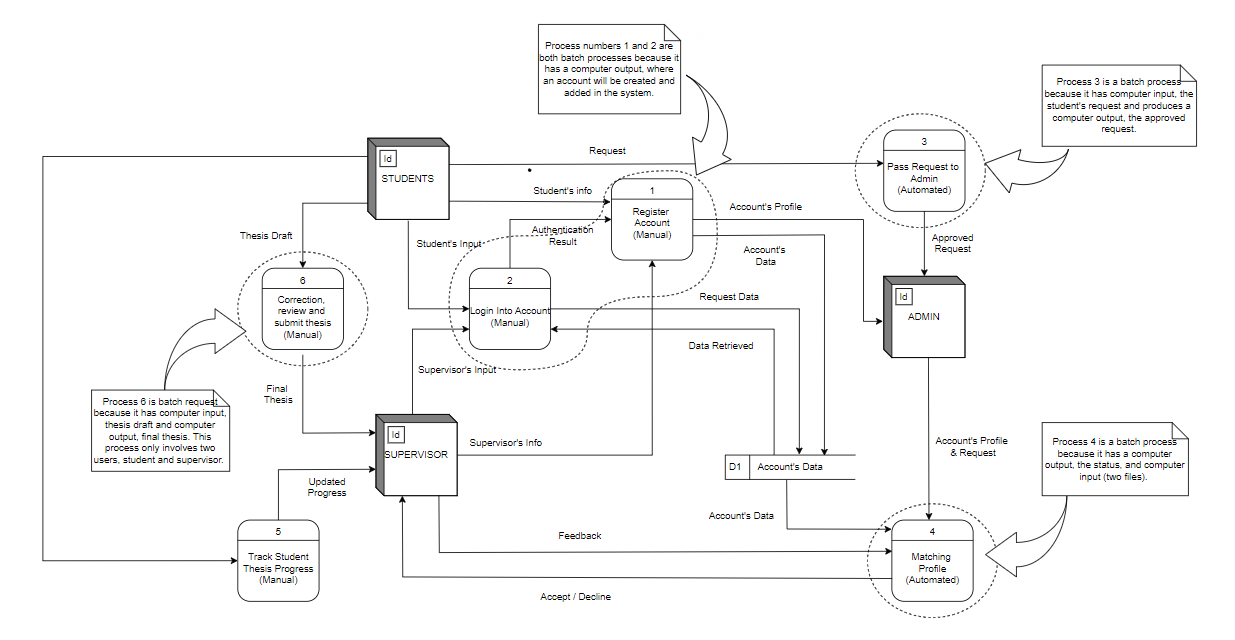 Process numbers 1 and 2 are
both batch processes because it
has a computer output, where
an account will be created and
added in the system.
Process 3 is a batch process
because it has computer input, the
student's request and produces a
computer output, the approved
request.
Id
STUDENTS
Request
Student's info
1
Register
Account
(Manual)
Account's Profile
3
Pass Request to
Admin
(Automated)
Thesis Draft
Student's Input
Authentication
Result
Account's
Data
Approved
Request
6
Correction,
review and
submit thesis
(Manual)
2
Login Into Account
(Manual)
Request Data
Data Retrieved
Id
ADMIN
Supervisor's Input
Process 6 is batch request
because it has computer input,
thesis draft and computer
output, final thesis. This
process only involves two
users, student and supervisor.
Final
Thesis
Id
SUPERVISOR
Supervisor's Info
D1
Account's Data
Account's Profile
& Request
Process 4 is a batch process
because it has a computer
output, the status, and computer
input (two files).
Updated
Progress
Account's Data
5
Track Student
Thesis Progress
(Manual)
Feedback
4
Matching
Profile
(Automated)
Accept / Decline